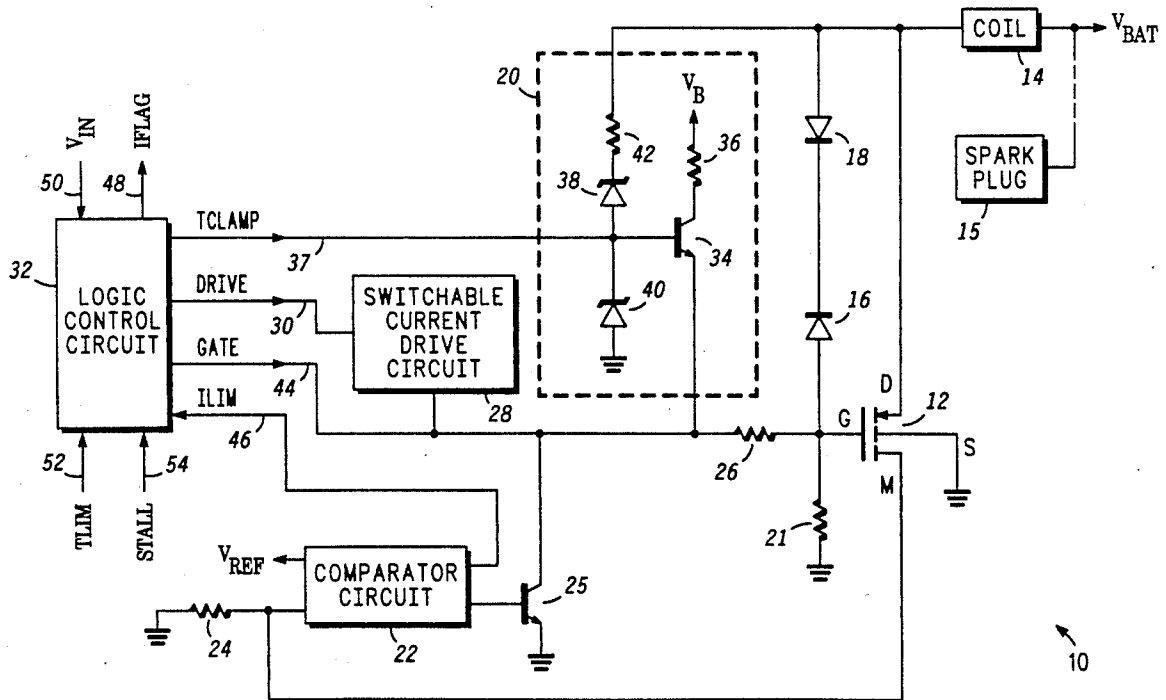 COIL
V_BAT
14
20
V_B
42
36
18
SPARK
PLUG
15
V_IN
IFLAG
50
48
38
34
TCLAMP
37
32
LOGIC
CONTROL
CIRCUIT
DRIVE
30
SWITCHABLE
CURRENT
DRIVE
CIRCUIT
40
16
GATE
44
28
ILIM
46
D
12
G
S
M
26
52
54
TLIM
STALL
21
V_REF
COMPARATOR
CIRCUIT
25
24
22
10